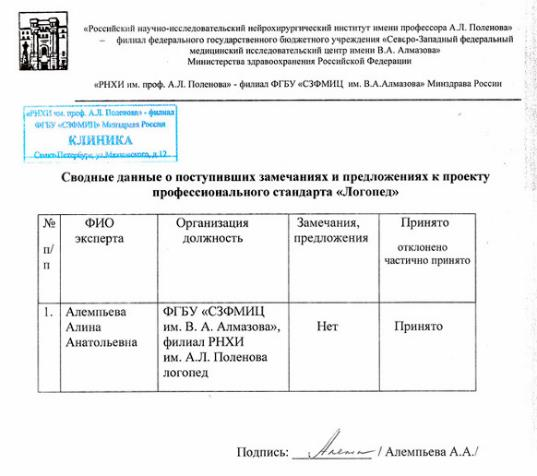 «Российский научно-исследовательский нейрохирургический институт имени профессора А.Л. Поленова»
– филиал федерального государственного бюджетного учреждения «Северо-Западный федеральный
медицинский исследовательский центр имени В.А. Алмазова»
Министерства здравоохранения Российской Федерации
«РНХИ им. проф. А.Л. Поленова» - филиал ФГБУ «СЗФМИЦ им. В.А.Алмазова» Минздрава России
«РНХИ им. проф. А.Л. Поленова» - филиал
ФГБУ «СЗФМИЦ» Минздрава России
КЛИНИКА
Санкт-Петербург, ул.Маяковского, д.12
Сводные данные о поступивших замечаниях и предложениях к проекту
профессионального стандарта «Логопед»
№ п/п
ФИО эксперта
Организация должность
Замечания, предложения
Принято отклонено частично принято
1.
Алемпьева Алина Анатольевна
ФГБУ «СЗФМИЦ им. В. А. Алмазова», филиал РНХИ им. А.Л. Поленова логопед
Нет
Принято
Подпись: / Алемпьева А.А./